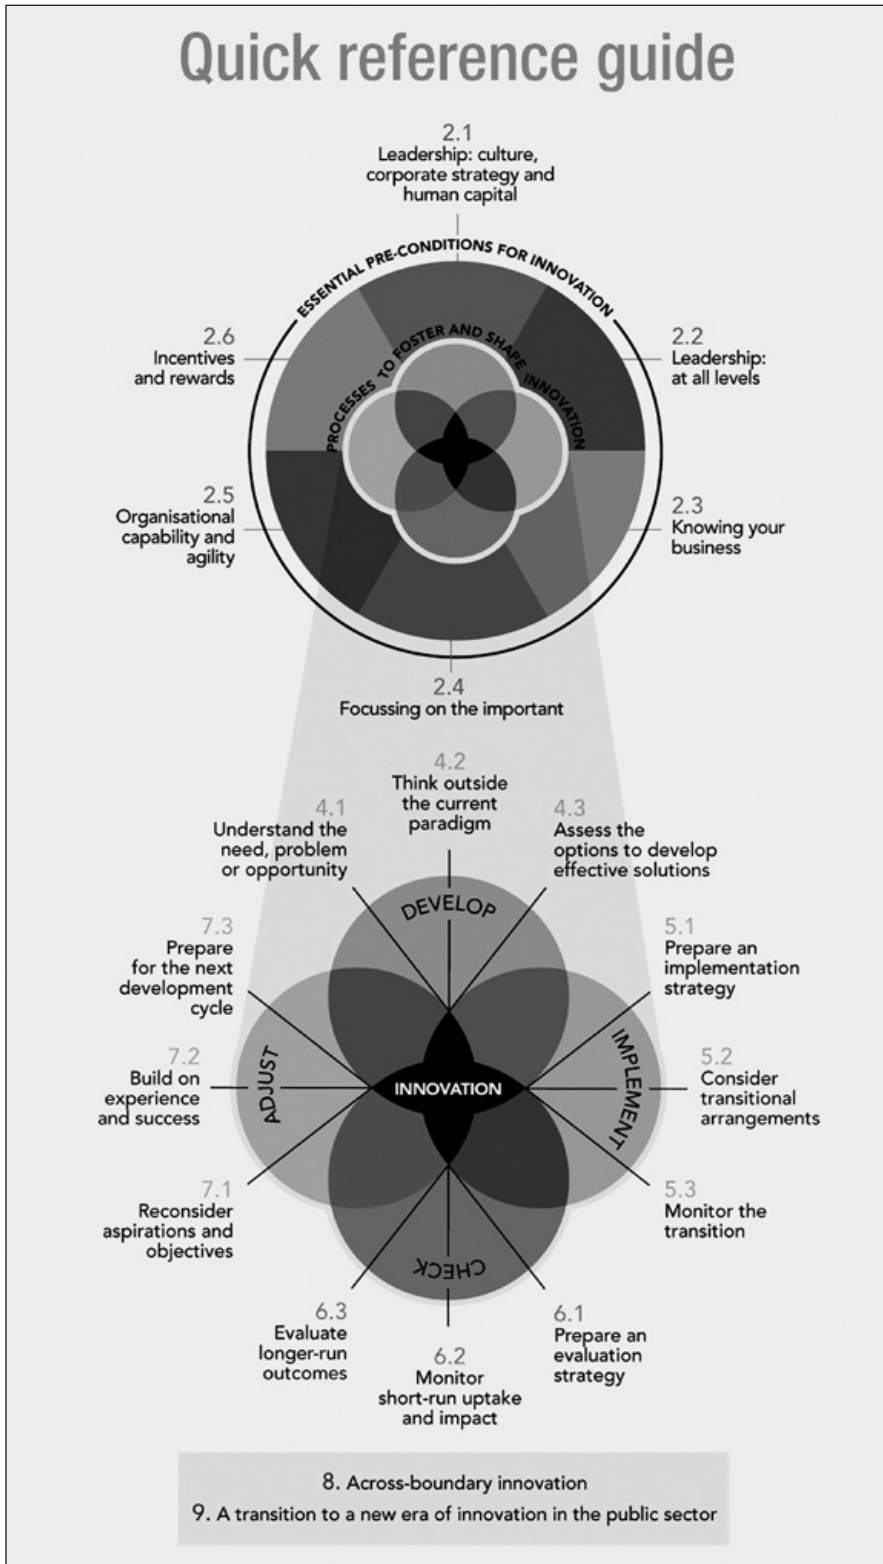 Quick reference guide
2.1
Leadership: culture,
corporate strategy and
human capital
ESSENTIAL PRE-CONDITIONS FOR INNOVATION
PROCESSES TO FOSTER AND SHAPE INNOVATION
2.6
Incentives
and rewards
2.2
Leadership:
at all levels
2.5
Organisational
capability and
agility
2.3
Knowing your
business
2.4
Focussing on the important
4.2
Think outside
the current
paradigm
4.1
Understand the
need, problem
or opportunity
4.3
Assess the
options to develop
effective solutions
DEVELOP
7.3
Prepare
for the next
development
cycle
5.1
Prepare an
implementation
strategy
7.2
Build on
experience
and success
ADJUST
INNOVATION
IMPLEMENT
5.2
Consider
transitional
arrangements
7.1
Reconsider
aspirations and
objectives
5.3
Monitor the
transition
CHECK
6.3
Evaluate
longer-run
outcomes
6.2
Monitor
short-run uptake
and impact
6.1
Prepare an
evaluation
strategy
8. Across-boundary innovation
9. A transition to a new era of innovation in the public sector